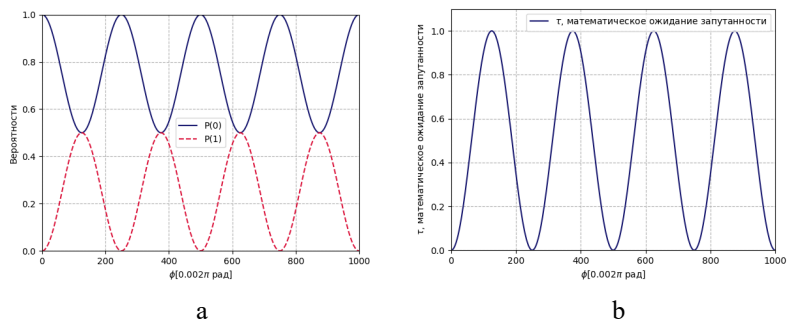 Вероятности
1.0
0.8
0.6
0.4
0.2
0.0
P(0)
P(1)
0 200 400 600 800 1000
ϕ[0.002π рад]
a
τ, математическое ожидание запутанности
1.0
0.8
0.6
0.4
0.2
0.0
τ, математическое ожидание запутанности
0 200 400 600 800 1000
ϕ[0.002π рад]
b